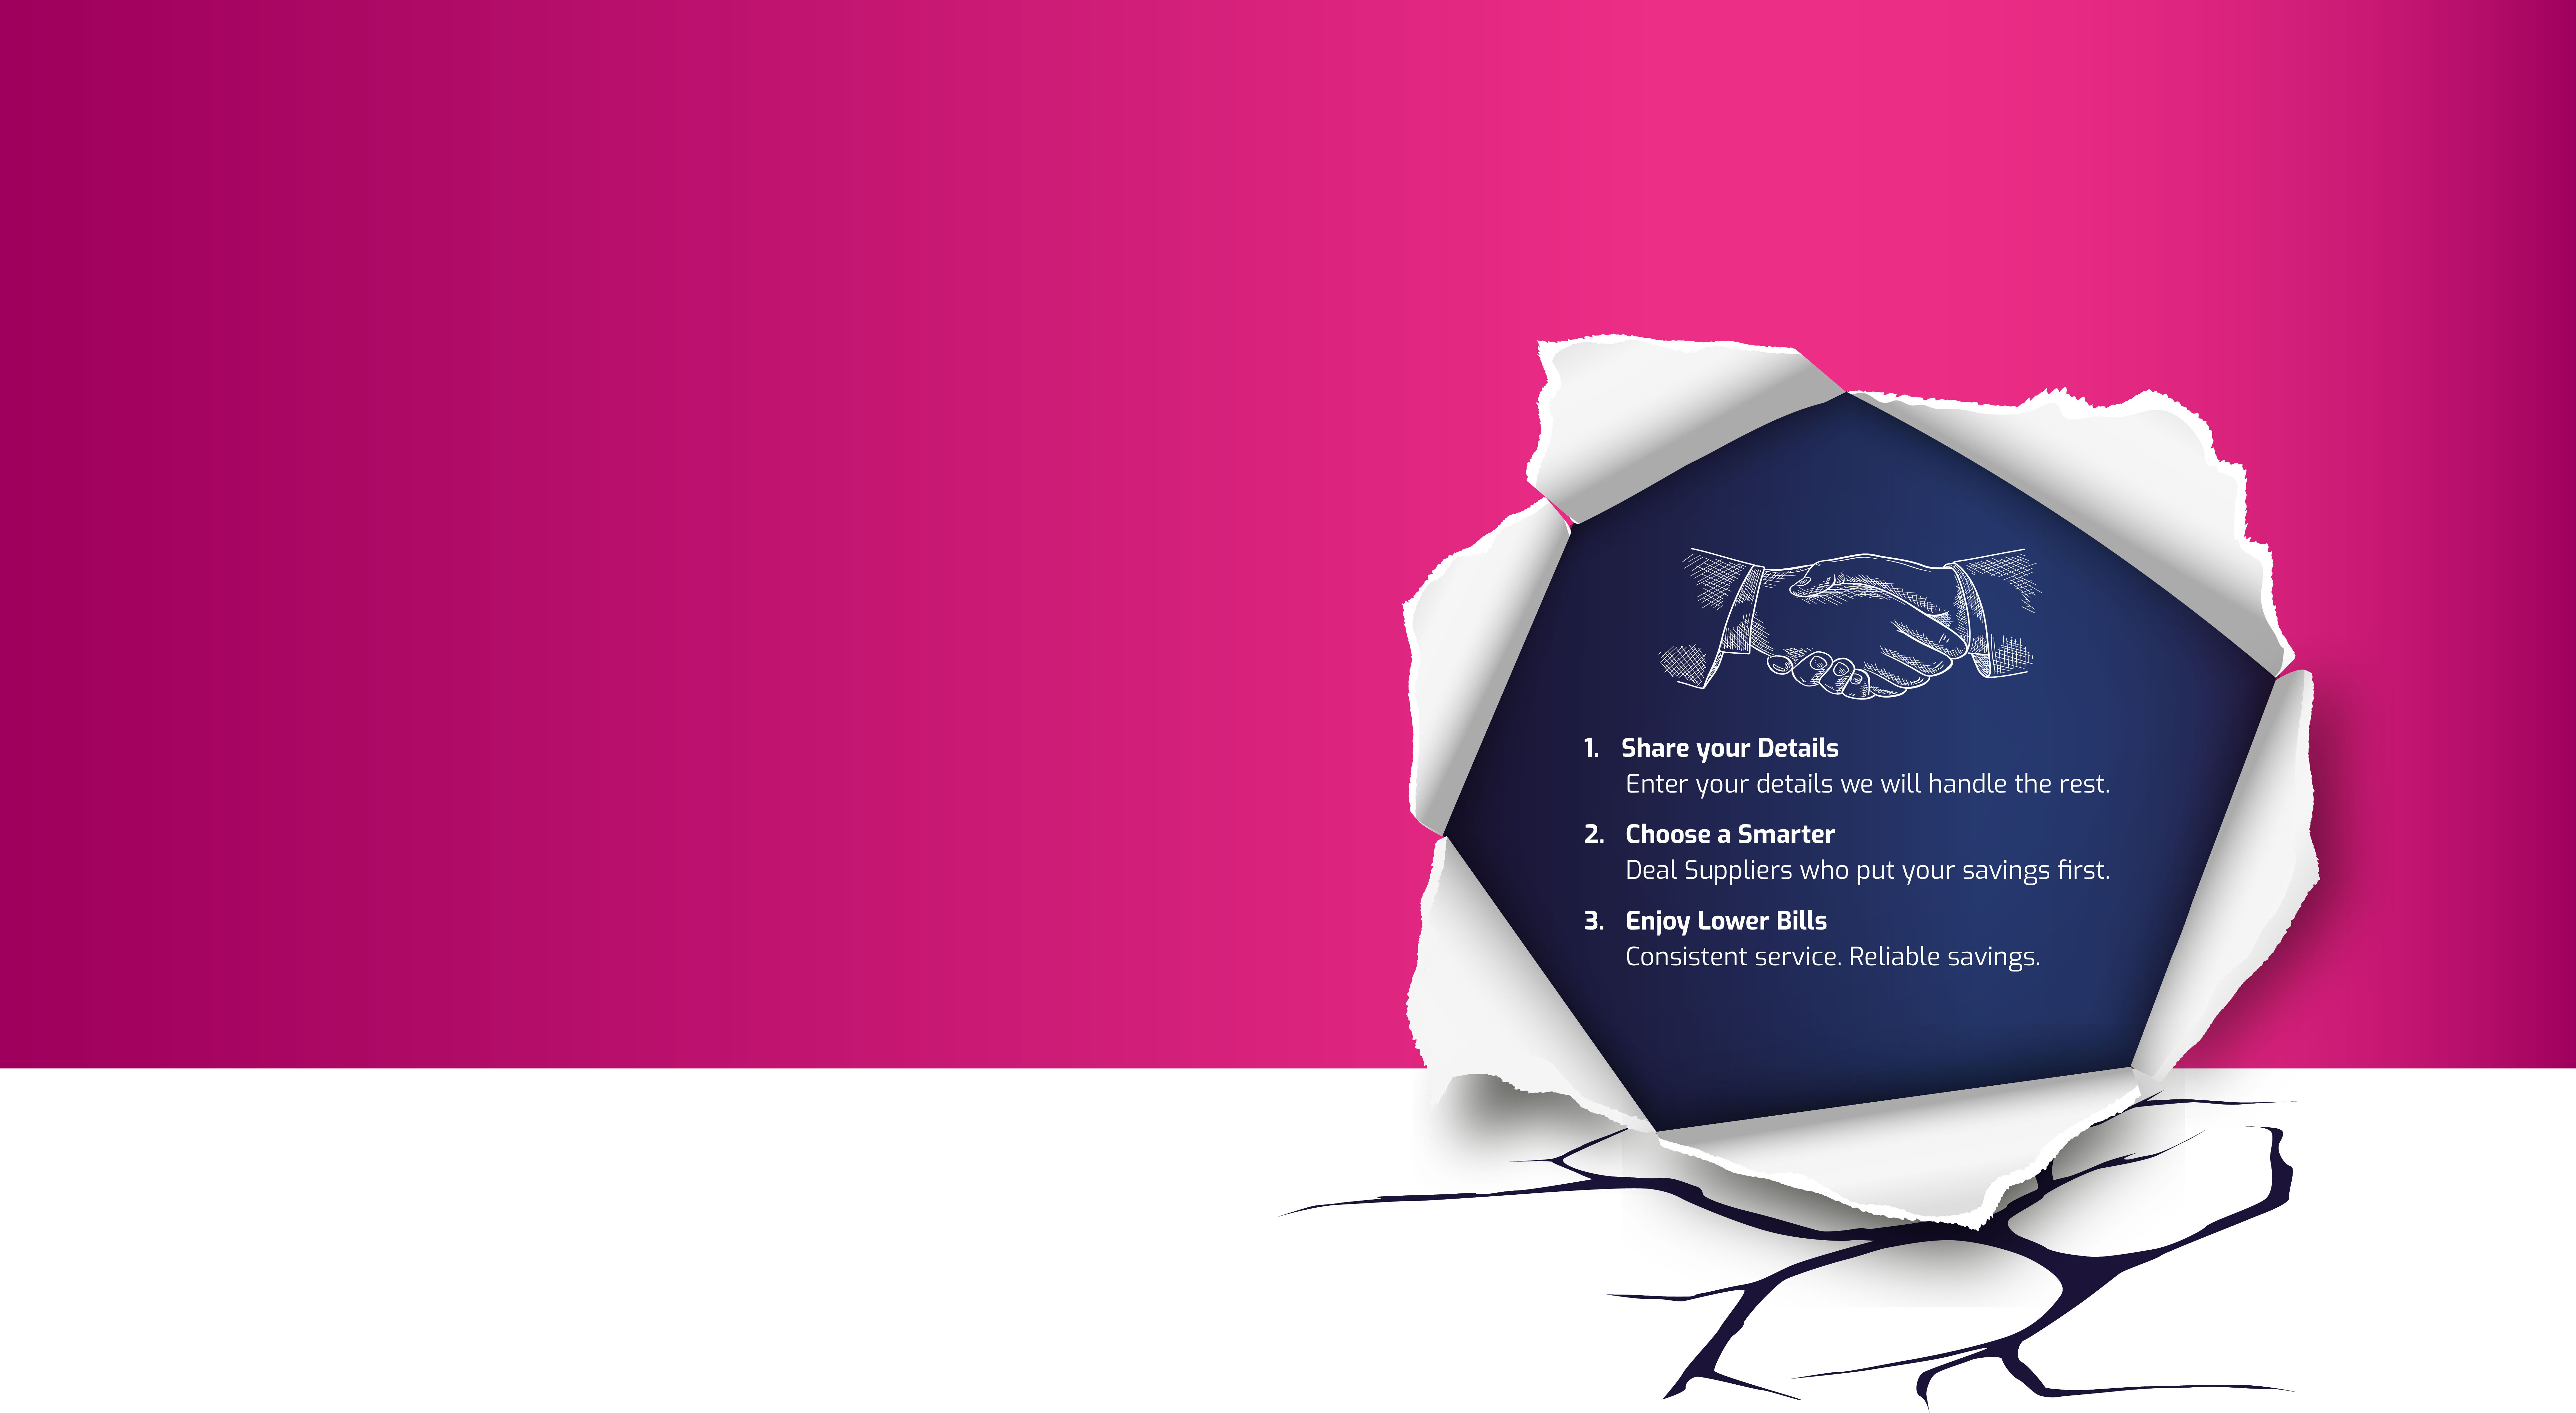 1. Share your Details
Enter your details we will handle the rest.
2. Choose a Smarter
Deal Suppliers who put your savings first.
3. Enjoy Lower Bills
Consistent service. Reliable savings.